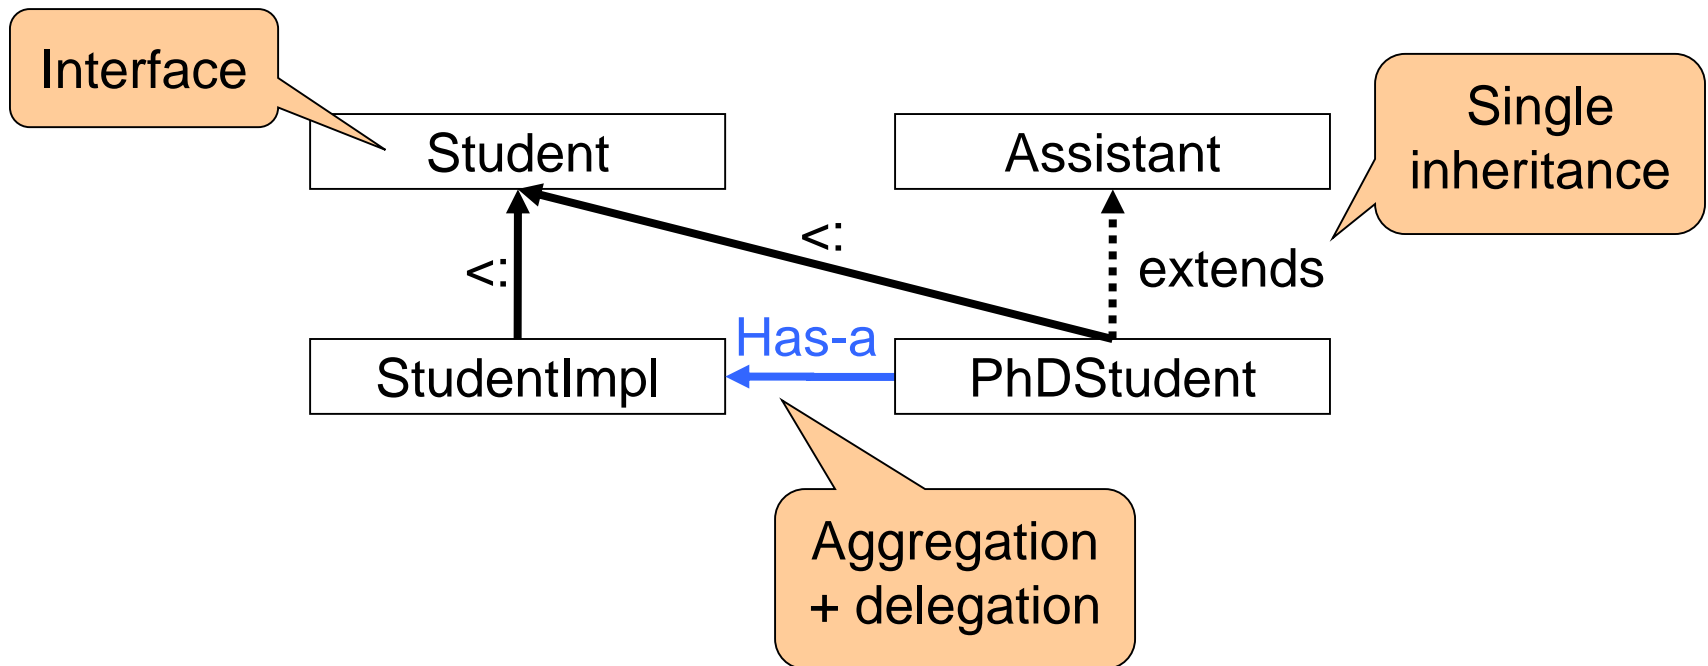 Interface
Student
Assistant
Single
inheritance
<:
<:
extends
Has-a
StudentImpl
PhDStudent
Aggregation
+ delegation